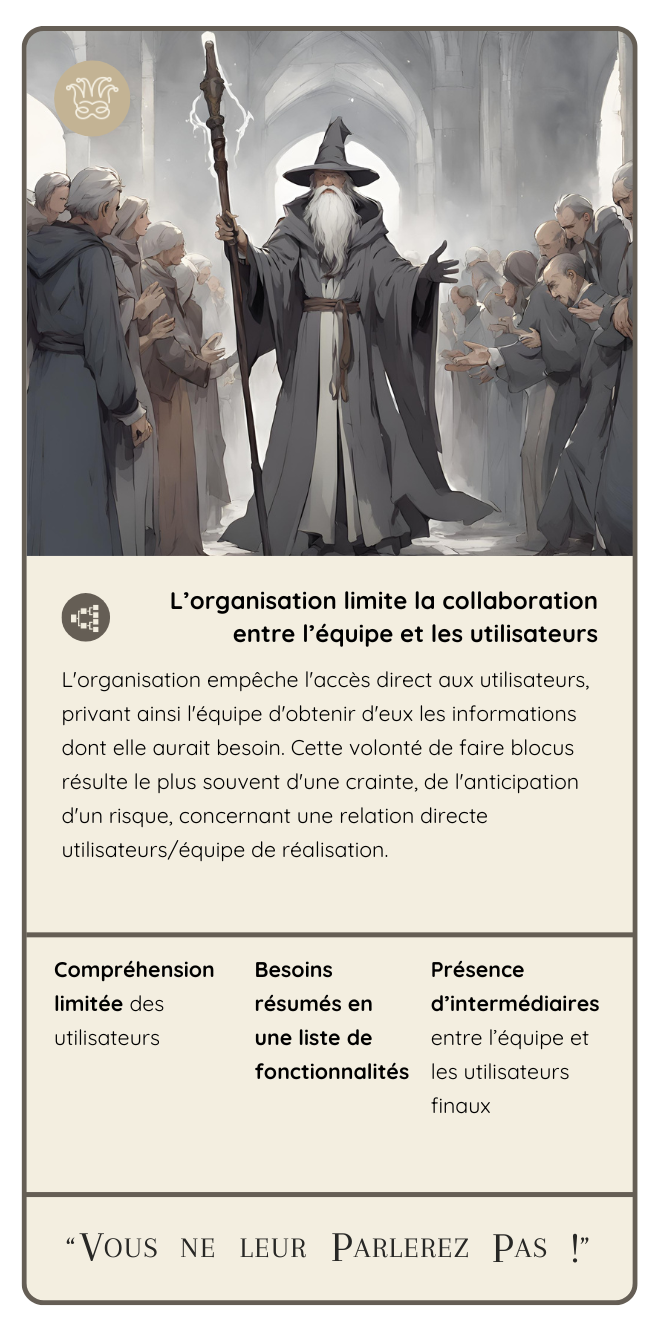 L’organisation limite la collaboration
entre l’équipe et les utilisateurs
L'organisation empêche l'accès direct aux utilisateurs,
privant ainsi l'équipe d'obtenir d'eux les informations
dont elle aurait besoin. Cette volonté de faire blocus
résulte le plus souvent d'une crainte, de l'anticipation
d'un risque, concernant une relation directe
utilisateurs/équipe de réalisation.
Compréhension
limitée des
utilisateurs
Besoins
résumés en
une liste de
fonctionnalités
Présence
d’intermédiaires
entre l’équipe et
les utilisateurs
finaux
“Vous ne leur Parlerez Pas !”